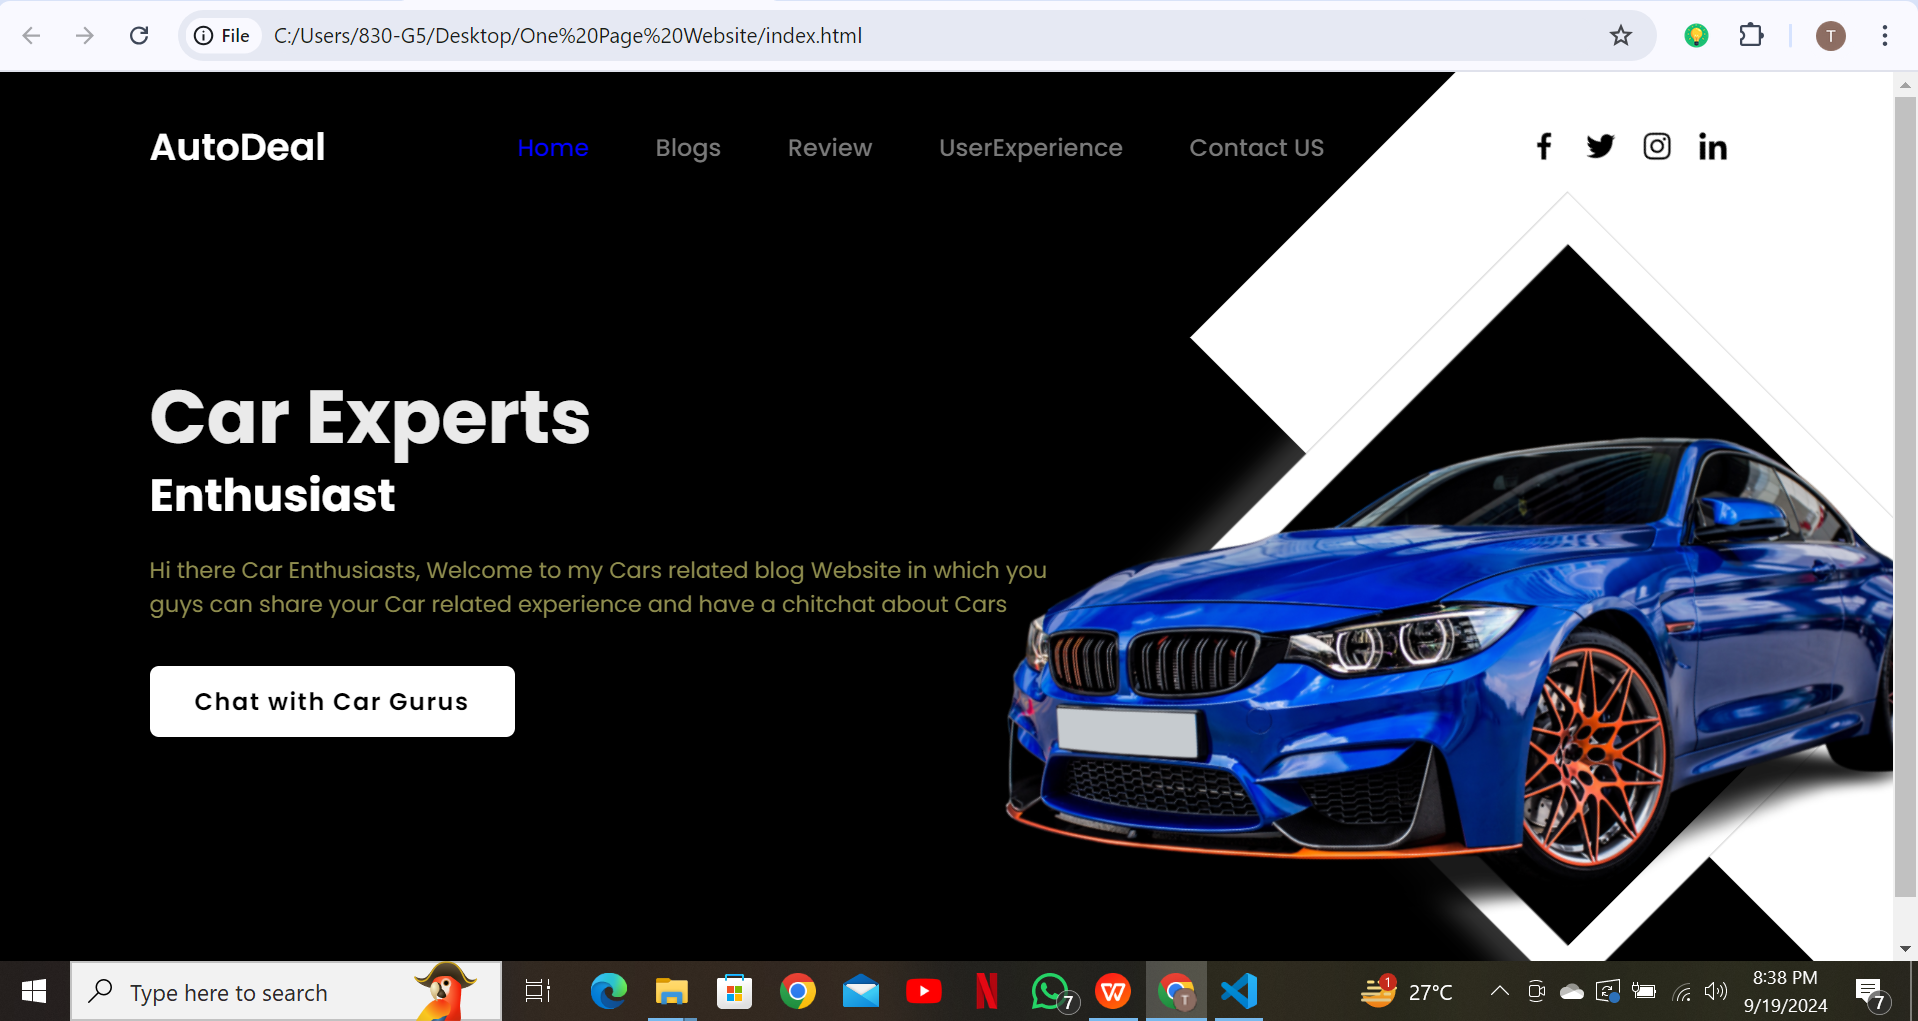 File C:/Users/830-G5/Desktop/One%20Page%20Website/index.html T
AutoDeal Home Blogs Review UserExperience Contact US
Car Experts
Enthusiast
Hi there Car Enthusiasts, Welcome to my Cars related blog Website in which you
guys can share your Car related experience and have a chitchat about Cars
Chat with Car Gurus
Type here to search 7 W T 1 27°C 8:38 PM 7
9/19/2024